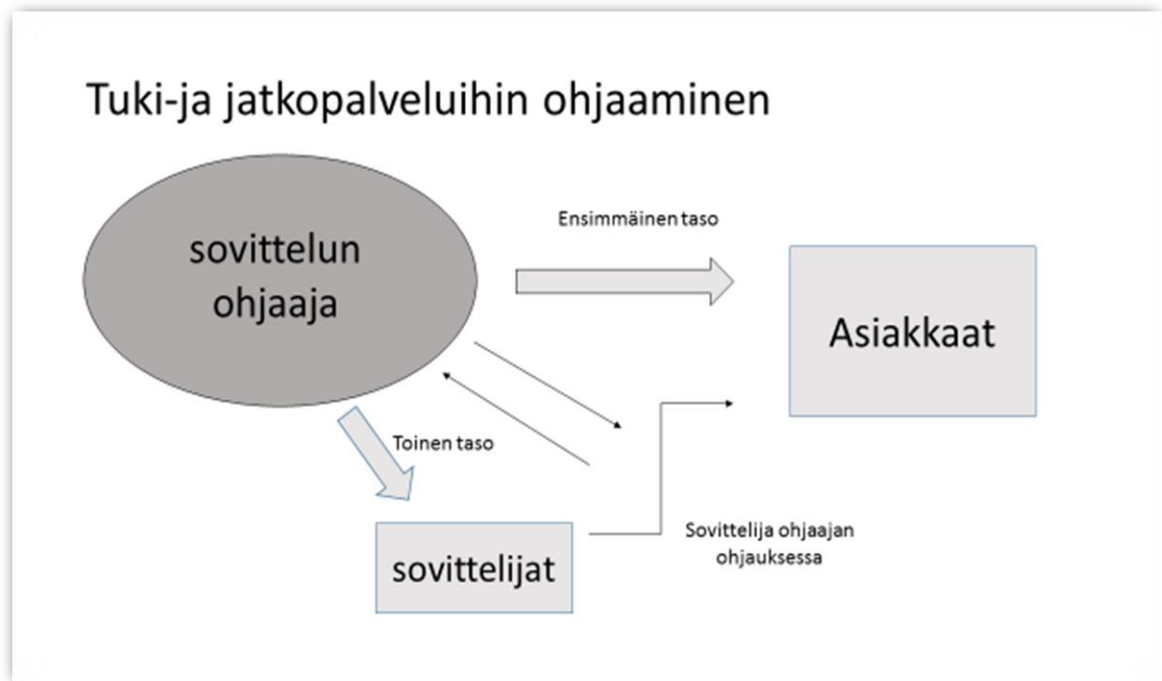 Tuki-ja jatkopalveluihin ohjaaminen
sovittelun
ohjaaja
Ensimmäinen taso
Asiakkaat
Toinen taso
sovittelijat
Sovittelija ohjaajan
ohjauksessa